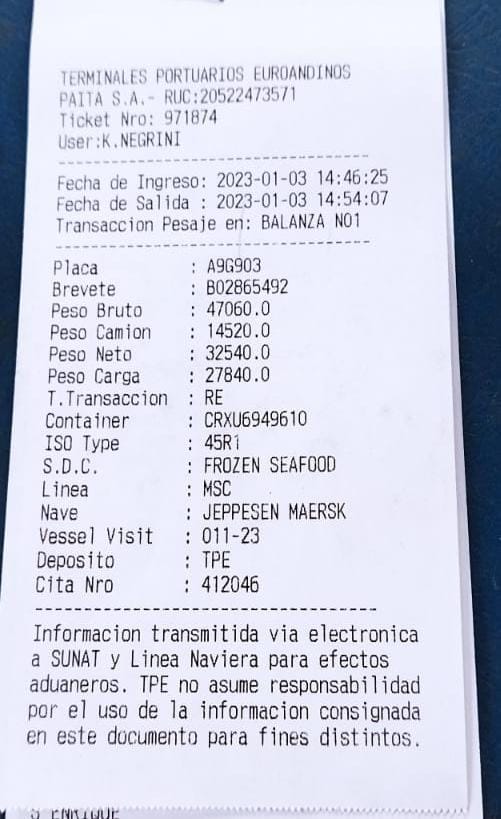 TERMINALES PORTUARIOS EUROANDINOS
PAITA S.A.- RUC:20522473571
Ticket Nro: 971874
User:K.NEGRINI
Fecha de Ingreso: 2023-01-03 14:46:25
Fecha de Salida : 2023-01-03 14:54:07
Transaccion Pesaje en: BALANZA NO1
Placa : A9G903
Brevete : B02865492
Peso Bruto : 47060.0
Peso Camion : 14520.0
Peso Neto : 32540.0
Peso Carga : 27840.0
T.Transaccion : RE
Container : CRXU6949610
ISO Type : 45R1
S.D.C. : FROZEN SEAFOOD
Linea : MSC
Nave : JEPPESEN MAERSK
Vessel Visit : 011-23
Deposito : TPE
Cita Nro : 412046
Informacion transmitida via electronica
a SUNAT y Linea Naviera para efectos
aduaneros. TPE no asume responsabilidad
por el uso de la informacion consignada
en este documento para fines distintos.
ENRIQUE